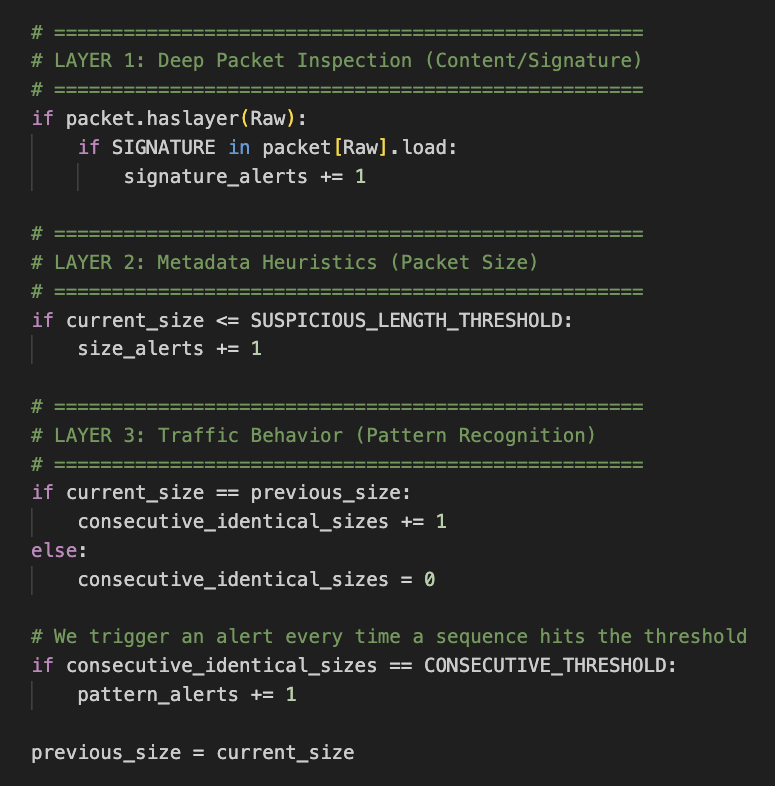 # ===================================================
# LAYER 1: Deep Packet Inspection (Content/Signature)
# ===================================================
if packet.haslayer(Raw):
    if SIGNATURE in packet[Raw].load:
        signature_alerts += 1

# ===================================================
# LAYER 2: Metadata Heuristics (Packet Size)
# ===================================================
if current_size <= SUSPICIOUS_LENGTH_THRESHOLD:
    size_alerts += 1

# ===================================================
# LAYER 3: Traffic Behavior (Pattern Recognition)
# ===================================================
if current_size == previous_size:
    consecutive_identical_sizes += 1
else:
    consecutive_identical_sizes = 0

# We trigger an alert every time a sequence hits the threshold
if consecutive_identical_sizes == CONSECUTIVE_THRESHOLD:
    pattern_alerts += 1

previous_size = current_size